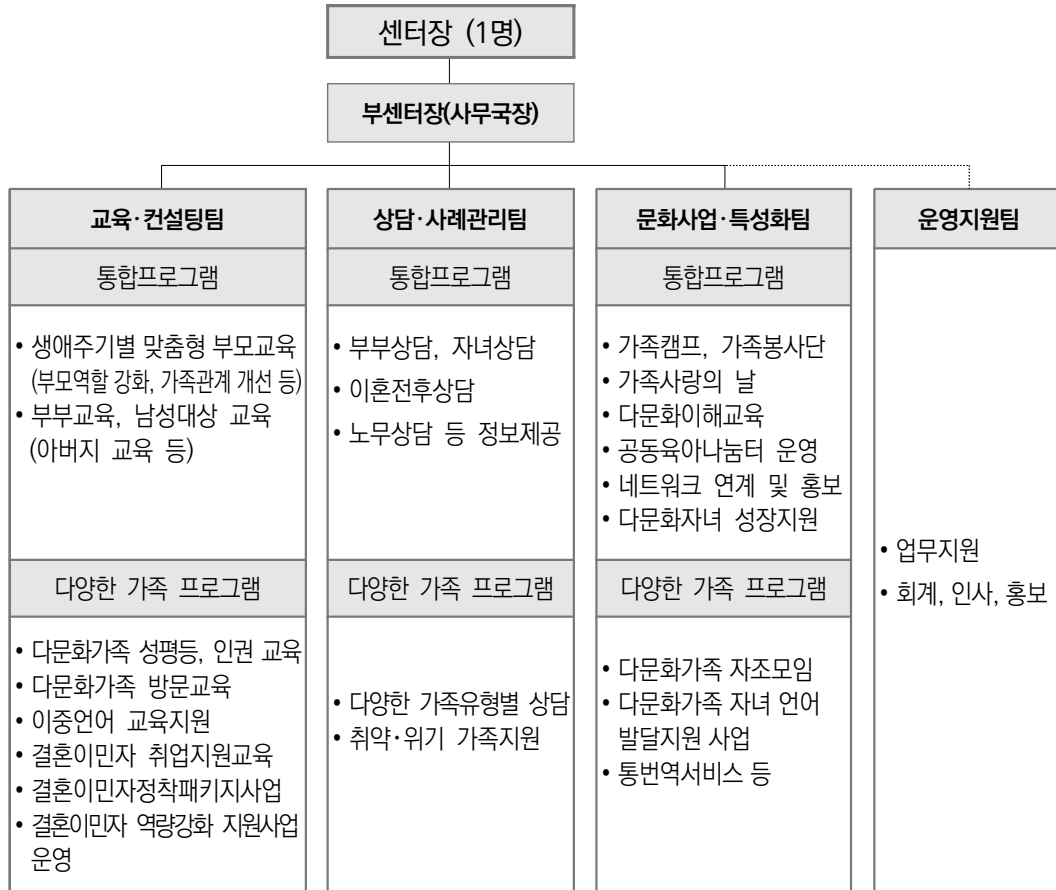 센터장 (1명)
부센터장(사무국장)
교육·컨설팅팀
통합프로그램
• 생애주기별 맞춤형 부모교육
(부모역할 강화, 가족관계 개선 등)
• 부부교육, 남성대상 교육
(아버지 교육 등)
다양한 가족 프로그램
• 다문화가족 성평등, 인권 교육
• 다문화가족 방문교육
• 이중언어 교육지원
• 결혼이민자 취업지원교육
• 결혼이민자정착패키지사업
• 결혼이민자 역량강화 지원사업
운영
상담·사례관리팀
통합프로그램
• 부부상담, 자녀상담
• 이혼전후상담
• 노무상담 등 정보제공
다양한 가족 프로그램
• 다양한 가족유형별 상담
• 취약·위기 가족지원
문화사업·특성화팀
통합프로그램
• 가족캠프, 가족봉사단
• 가족사랑의 날
• 다문화이해교육
• 공동육아나눔터 운영
• 네트워크 연계 및 홍보
• 다문화자녀 성장지원
다양한 가족 프로그램
• 다문화가족 자조모임
• 다문화가족 자녀 언어
발달지원 사업
• 통번역서비스 등
운영지원팀
• 업무지원
• 회계, 인사, 홍보